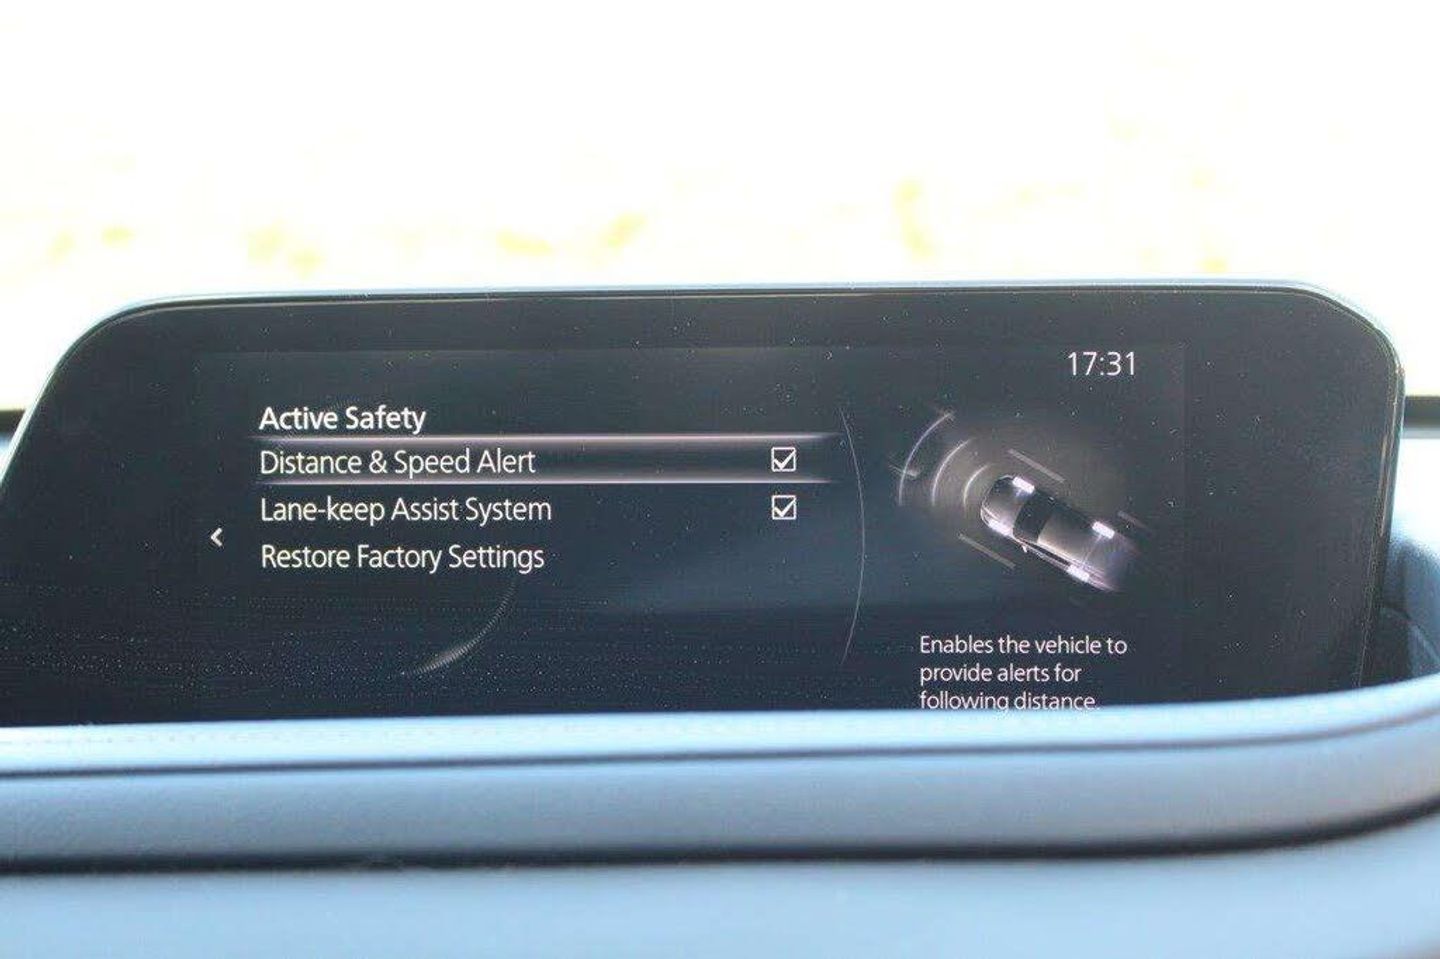 17:31
Active Safety
Distance & Speed Alert
Lane-keep Assist System
Restore Factory Settings
Enables the vehicle to
provide alerts for
following distance.